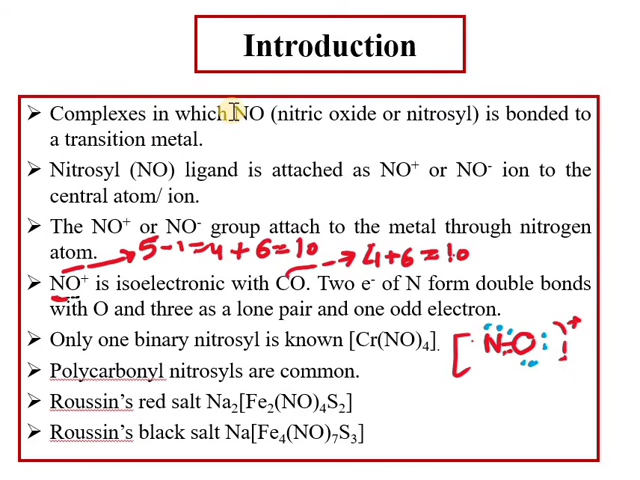 Introduction
➤ Complexes in which NO (nitric oxide or nitrosyl) is bonded to
a transition metal.
➤ Nitrosyl (NO) ligand is attached as NO⁺ or NO⁻ ion to the
central atom/ ion.
➤ The NO⁺ or NO⁻ group attach to the metal through nitrogen
atom.
5-1=4+6=10
4+6=10
➤ NO⁺ is isoelectronic with CO. Two e⁻ of N form double bonds
with O and three as a lone pair and one odd electron.
➤ Only one binary nitrosyl is known [Cr(NO)₄].
[:N=O:]⁺
➤ Polycarbonyl nitrosyls are common.
➤ Roussin's red salt Na₂[Fe₂(NO)₄S₂]
➤ Roussin's black salt Na[Fe₄(NO)₇S₃]